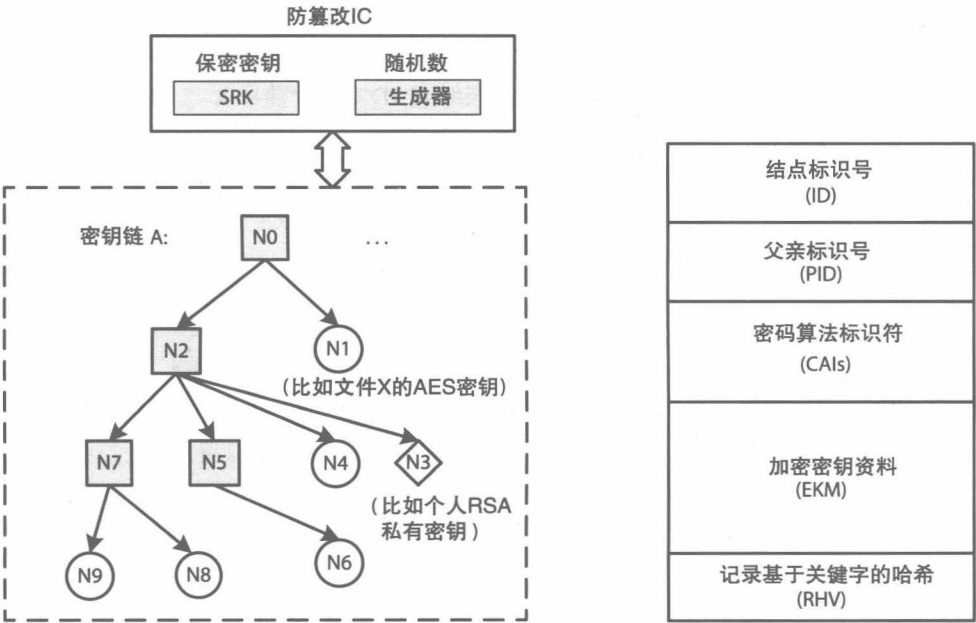 防篡改IC
保密密钥
随机数
SRK
生成器
密钥链 A:
N0
...
N2
N1
(比如文件X的AES密钥)
N7
N5
N4
N3
(比如个人RSA
私有密钥)
N9
N8
N6
结点标识号
(ID)
父亲标识号
(PID)
密码算法标识符
(CAIs)
加密密钥资料
(EKM)
记录基于关键字的哈希
(RHV)